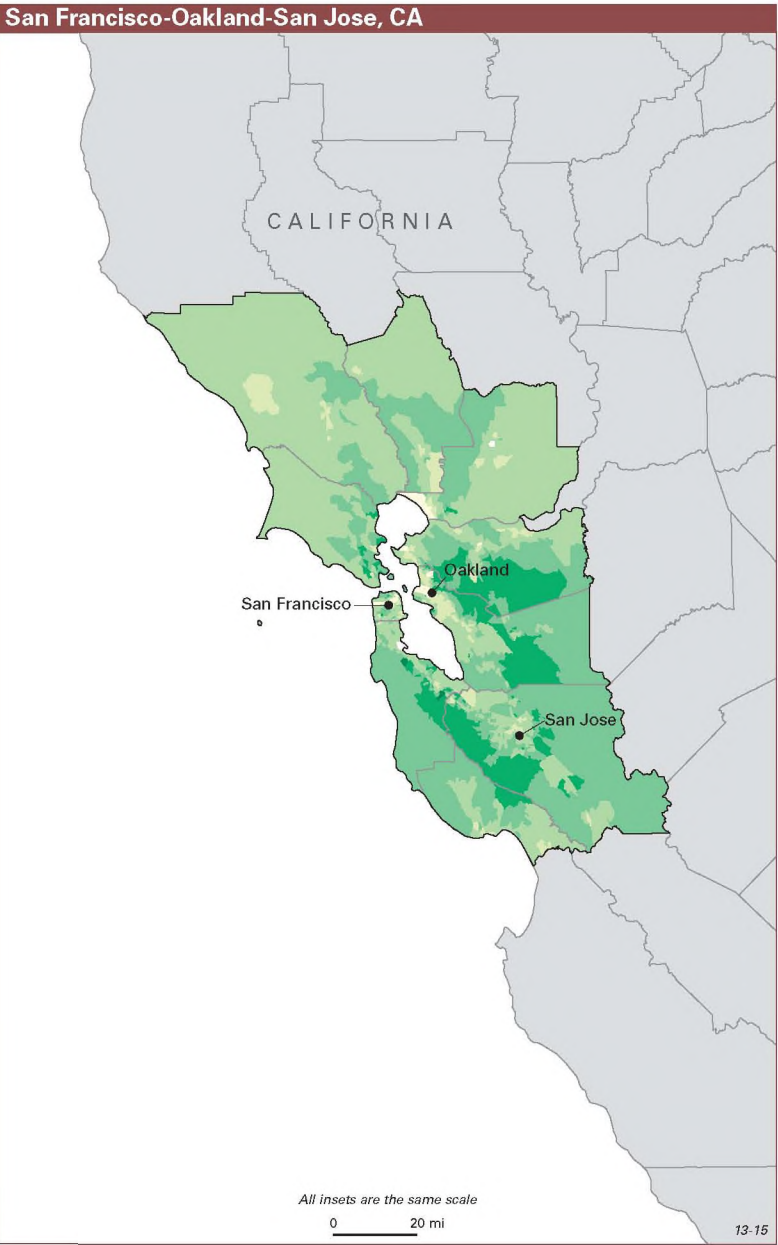 San Francisco-Oakland-San Jose, CA
CALIFORNIA
Oakland
San Francisco
San Jose
All insets are the same scale
0 20 mi
13-15